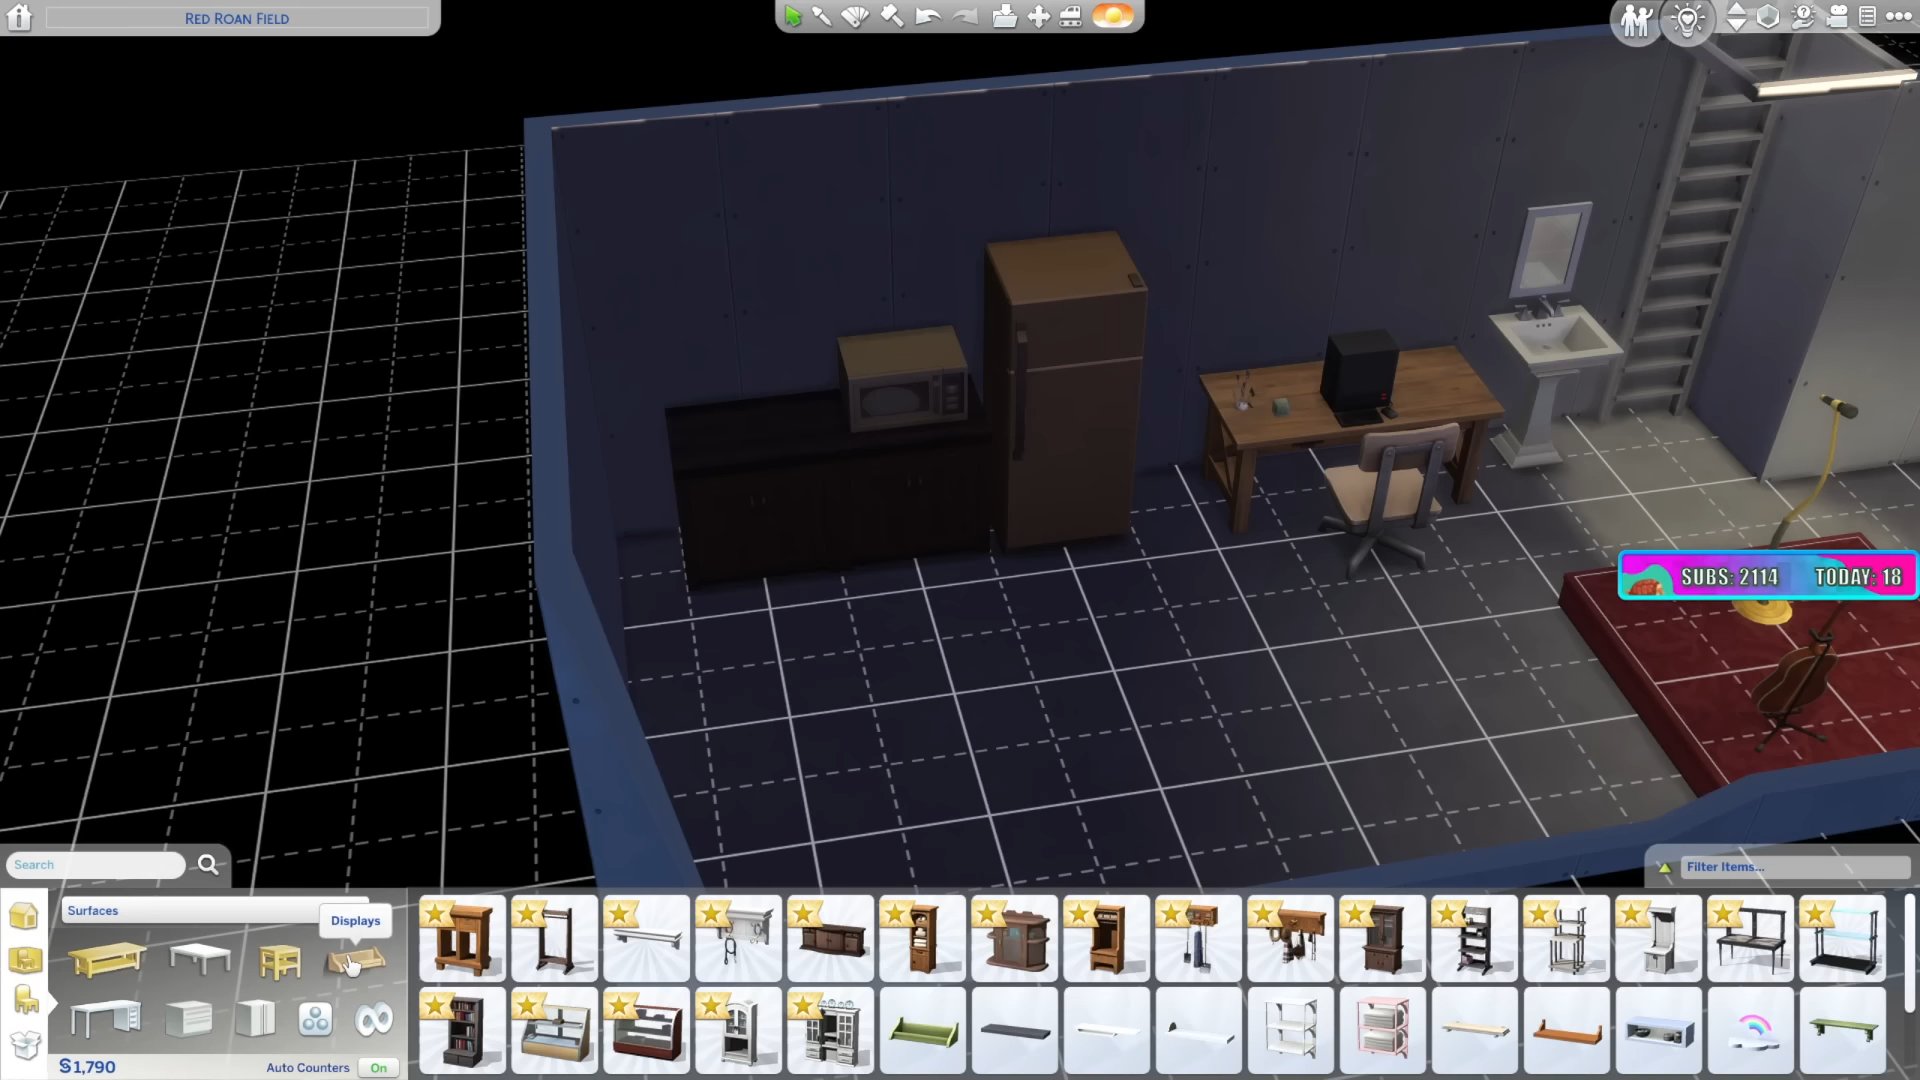 RED ROAN FIELD
SUBS: 2114 TODAY: 18
Search
Filter Items...
Surfaces
Displays
§1,790
Auto Counters On